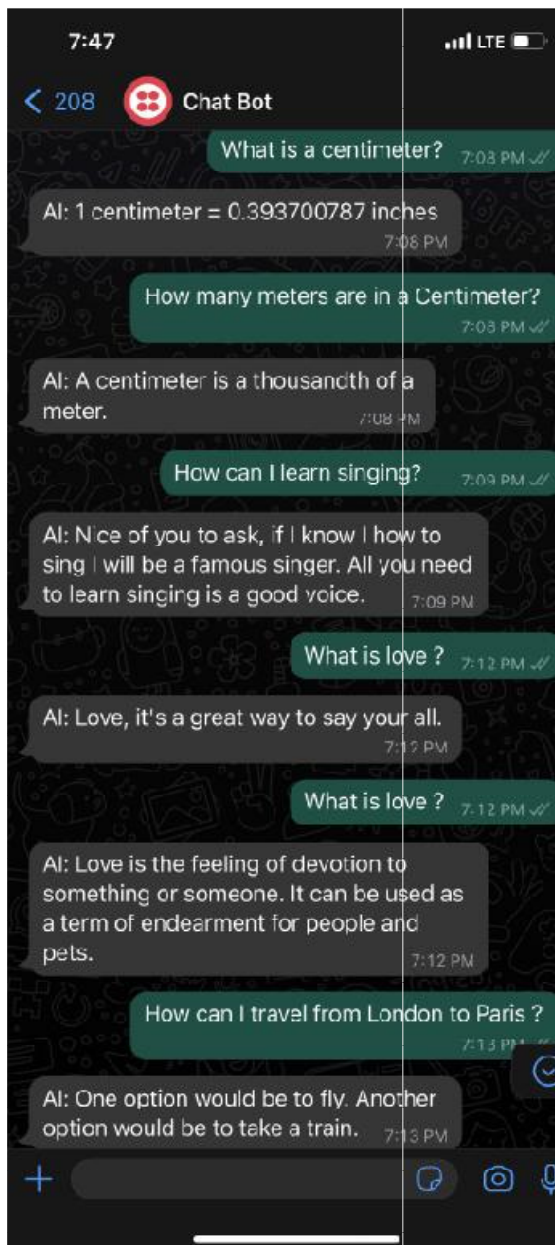 7:47
LTE
208
Chat Bot
What is a centimeter?
7:08 PM
AI: 1 centimeter = 0.393700787 inches
7:08 PM
How many meters are in a Centimeter?
7:08 PM
AI: A centimeter is a thousandth of a
meter.
7:08 PM
How can I learn singing?
7:09 PM
AI: Nice of you to ask, if I know I how to
sing I will be a famous singer. All you need
to learn singing is a good voice.
7:09 PM
What is love ?
7:12 PM
AI: Love, it's a great way to say your all.
7:12 PM
What is love ?
7:12 PM
AI: Love is the feeling of devotion to
something or someone. It can be used as
a term of endearment for people and
pets.
7:12 PM
How can I travel from London to Paris ?
7:13 PM
AI: One option would be to fly. Another
option would be to take a train.
7:13 PM